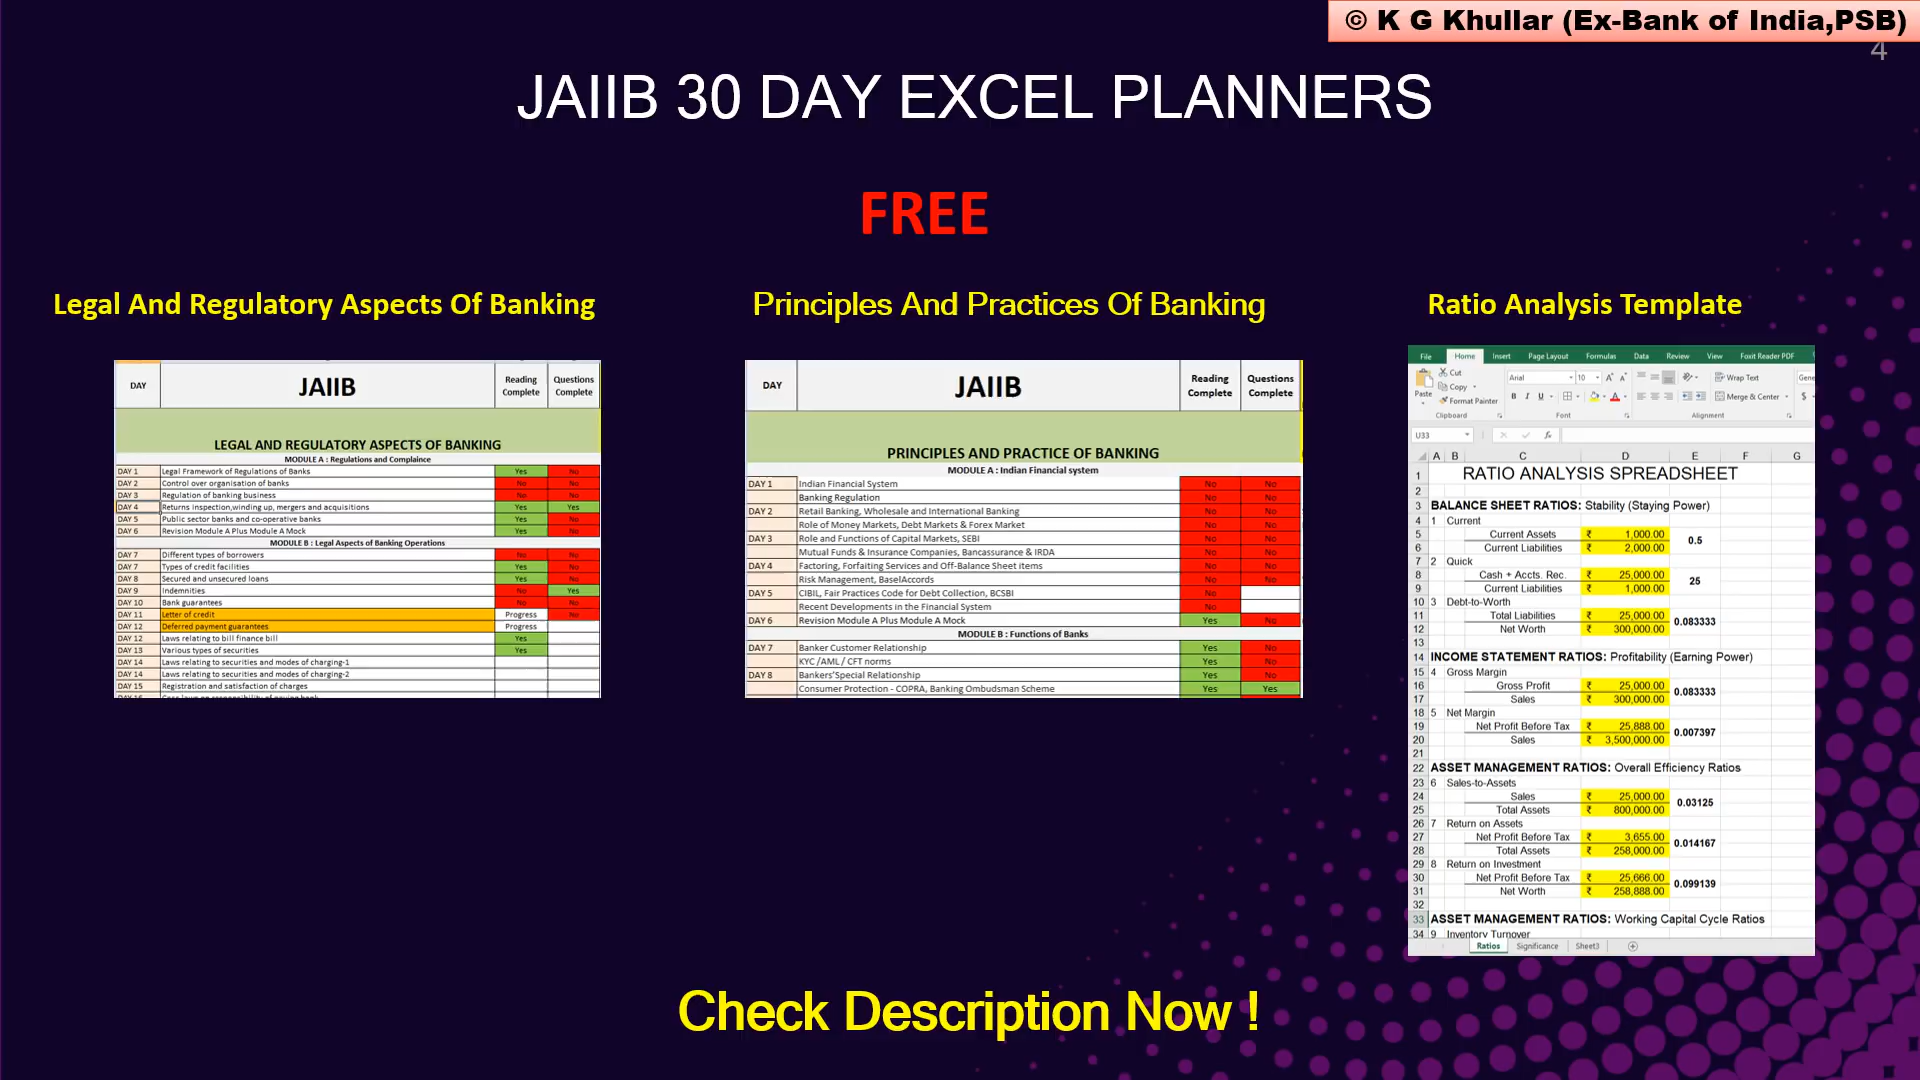 © K G Khullar (Ex-Bank of India,PSB)
4
JAIIB 30 DAY EXCEL PLANNERS
FREE
Legal And Regulatory Aspects Of Banking
DAY JAIIB Reading Complete Questions Complete
LEGAL AND REGULATORY ASPECTS OF BANKING
MODULE A : Regulations and Complaince
DAY 1 Legal Framework of Regulations of Banks Yes No
DAY 2 Control over organisation of banks No No
DAY 3 Regulation of banking business No No
DAY 4 Returns inspection,winding up, mergers and acquisitions Yes Yes
DAY 5 Public sector banks and co-operative banks Yes No
DAY 6 Revision Module A Plus Module A Mock Yes No
MODULE B : Legal Aspects of Banking Operations
DAY 7 Different types of borrowers No No
DAY 7 Types of credit facilities Yes No
DAY 8 Secured and unsecured loans Yes No
DAY 9 Indemnities No Yes
DAY 10 Bank guarantees No No
DAY 11 Letter of credit Progress No
DAY 12 Deferred payment guarantees Progress
DAY 12 Laws relating to bill finance bill Yes
DAY 13 Various types of securities Yes
DAY 14 Laws relating to securities and modes of charging-1
DAY 14 Laws relating to securities and modes of charging-2
DAY 15 Registration and satisfaction of charges
Principles And Practices Of Banking
DAY JAIIB Reading Complete Questions Complete
PRINCIPLES AND PRACTICE OF BANKING
MODULE A : Indian Financial system
DAY 1 Indian Financial System No No
Banking Regulation No No
DAY 2 Retail Banking, Wholesale and International Banking No No
Role of Money Markets, Debt Markets & Forex Market No No
DAY 3 Role and Functions of Capital Markets, SEBI No No
Mutual Funds & Insurance Companies, Bancassurance & IRDA No No
DAY 4 Factoring, Forfaiting Services and Off-Balance Sheet items No No
Risk Management, BaselAccords No No
DAY 5 CIBIL, Fair Practices Code for Debt Collection, BCSBI No
Recent Developments in the Financial System No
DAY 6 Revision Module A Plus Module A Mock Yes No
MODULE B : Functions of Banks
DAY 7 Banker Customer Relationship Yes No
KYC /AML / CFT norms Yes No
DAY 8 Bankers'Special Relationship Yes No
Consumer Protection - COPRA, Banking Ombudsman Scheme Yes Yes
Ratio Analysis Template
File Home Insert Page Layout Formulas Data Review View Foxit Reader PDF
Cut
Copy
Format Painter
Paste
Arial 10
B I U
Wrap Text
Merge & Center
Gene
$
Clipboard Font Alignment
U33 fx
A B C D E F G
1 RATIO ANALYSIS SPREADSHEET
2
3 BALANCE SHEET RATIOS: Stability (Staying Power)
4 1 Current
5 Current Assets ₹ 1,000.00 0.5
6 Current Liabilities ₹ 2,000.00
7 2 Quick
8 Cash + Accts. Rec. ₹ 25,000.00 25
9 Current Liabilities ₹ 1,000.00
10 3 Debt-to-Worth
11 Total Liabilities ₹ 25,000.00 0.083333
12 Net Worth ₹ 300,000.00
13
14 INCOME STATEMENT RATIOS: Profitability (Earning Power)
15 4 Gross Margin
16 Gross Profit ₹ 25,000.00 0.083333
17 Sales ₹ 300,000.00
18 5 Net Margin
19 Net Profit Before Tax ₹ 25,888.00 0.007397
20 Sales ₹ 3,500,000.00
21
22 ASSET MANAGEMENT RATIOS: Overall Efficiency Ratios
23 6 Sales-to-Assets
24 Sales ₹ 25,000.00 0.03125
25 Total Assets ₹ 800,000.00
26 7 Return on Assets
27 Net Profit Before Tax ₹ 3,655.00 0.014167
28 Total Assets ₹ 258,000.00
29 8 Return on Investment
30 Net Profit Before Tax ₹ 25,666.00 0.099139
31 Net Worth ₹ 258,888.00
32
33 ASSET MANAGEMENT RATIOS: Working Capital Cycle Ratios
34 9 Inventory Turnover
Ratios Significance Sheet3
Check Description Now !